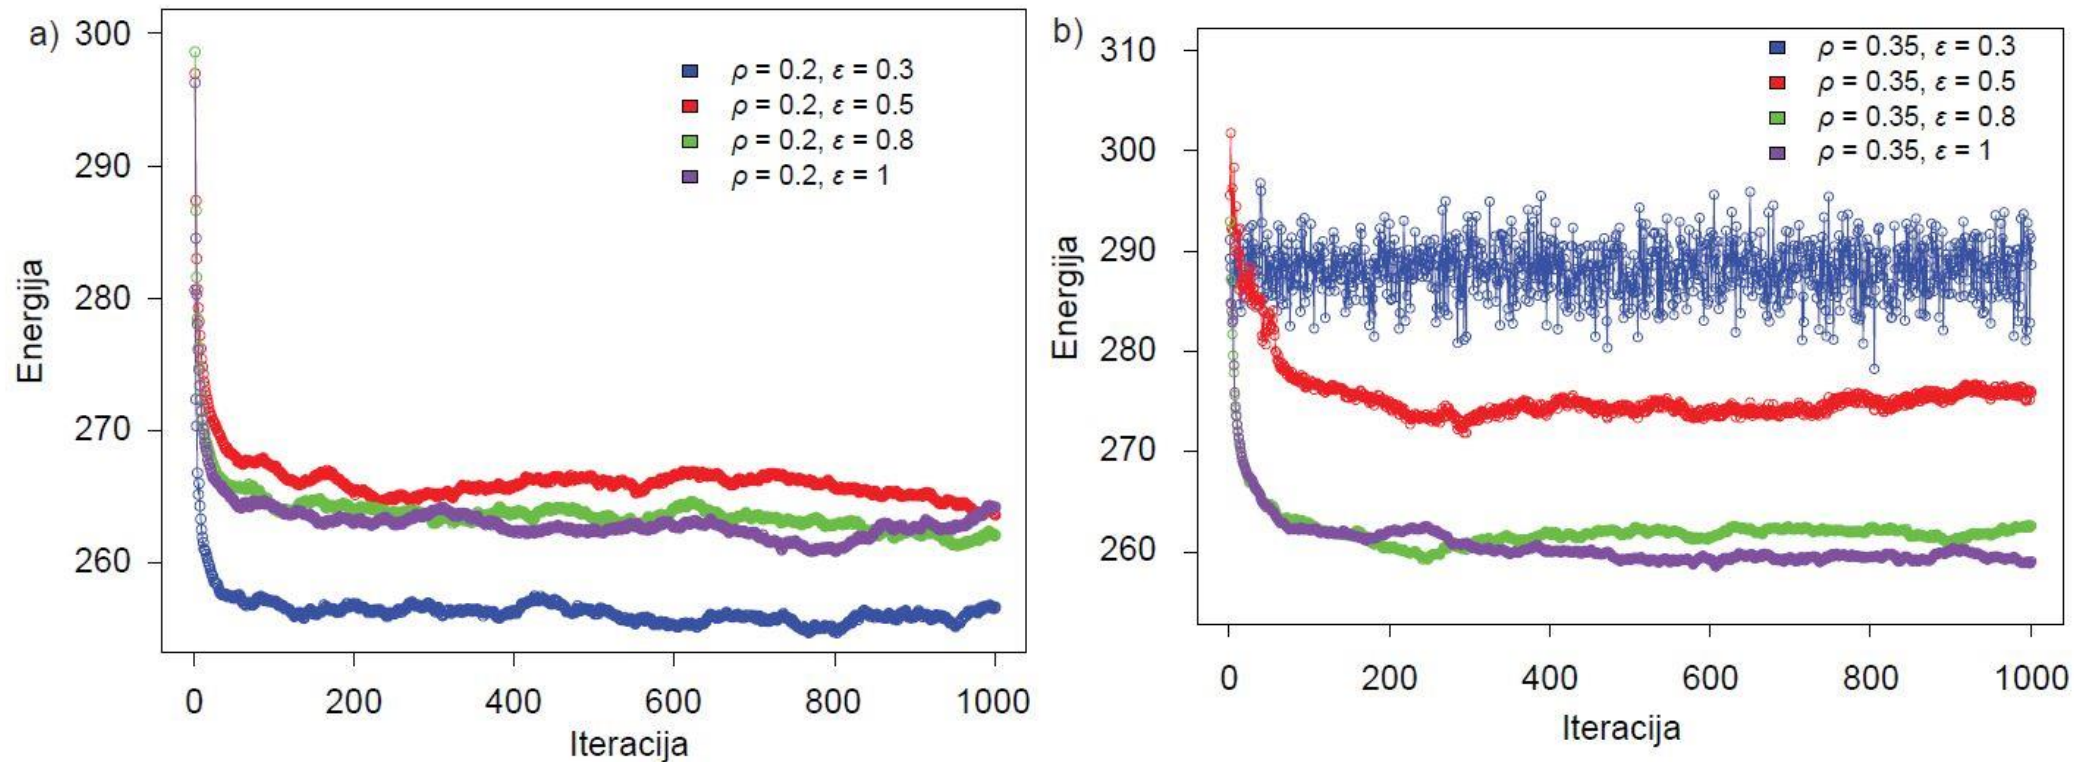 a)
300
290
280
270
260
Energija
0 200 400 600 800 1000
Iteracija
ρ = 0.2, ε = 0.3
ρ = 0.2, ε = 0.5
ρ = 0.2, ε = 0.8
ρ = 0.2, ε = 1
b)
310
300
290
280
270
260
Energija
0 200 400 600 800 1000
Iteracija
ρ = 0.35, ε = 0.3
ρ = 0.35, ε = 0.5
ρ = 0.35, ε = 0.8
ρ = 0.35, ε = 1